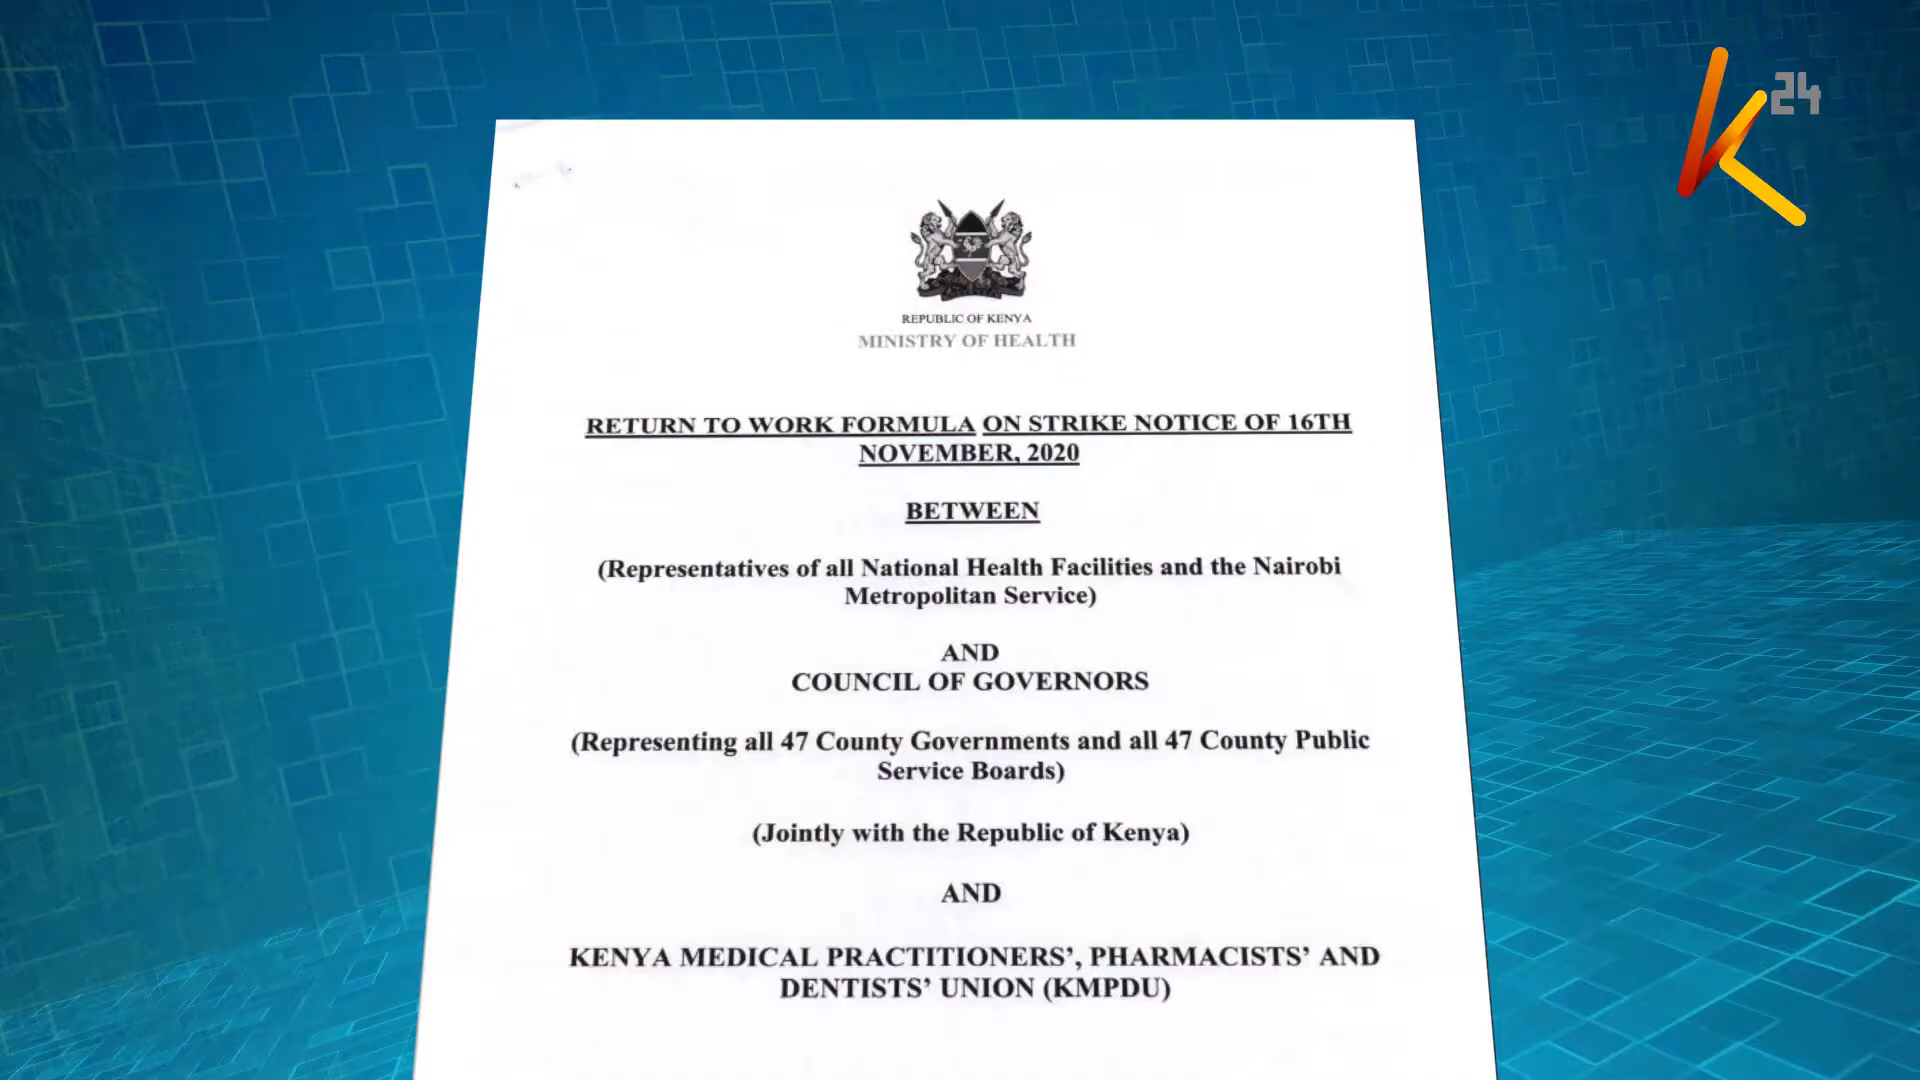 24
REPUBLIC OF KENYA
MINISTRY OF HEALTH
RETURN TO WORK FORMULA ON STRIKE NOTICE OF 16TH
NOVEMBER, 2020
BETWEEN
(Representatives of all National Health Facilities and the Nairobi
Metropolitan Service)
AND
COUNCIL OF GOVERNORS
(Representing all 47 County Governments and all 47 County Public
Service Boards)
(Jointly with the Republic of Kenya)
AND
KENYA MEDICAL PRACTITIONERS’, PHARMACISTS’ AND
DENTISTS’ UNION (KMPDU)